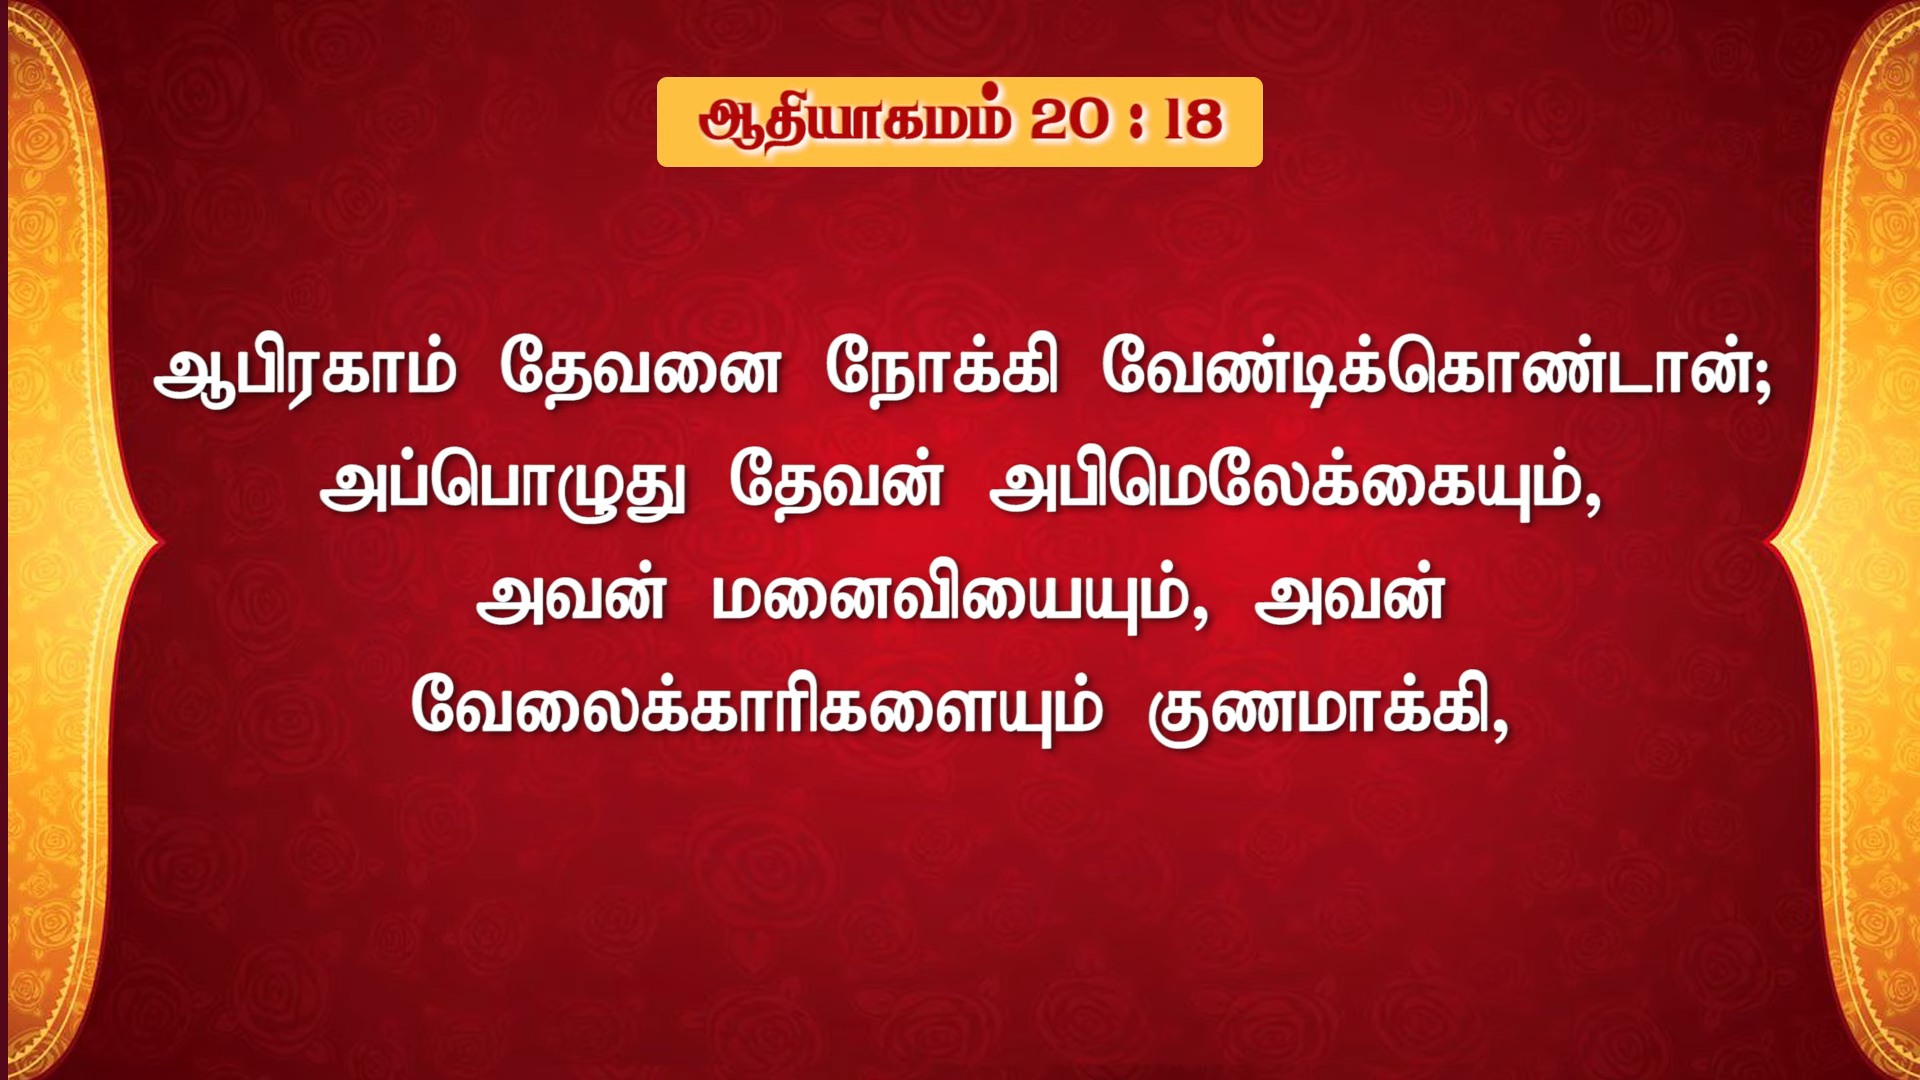 ஆதியாகமம் 20 : 18
ஆபிரகாம் தேவனை நோக்கி வேண்டிக்கொண்டான்;
அப்பொழுது தேவன் அபிமெலேக்கையும்,
அவன் மனைவியையும், அவன்
வேலைக்காரிகளையும் குணமாக்கி,